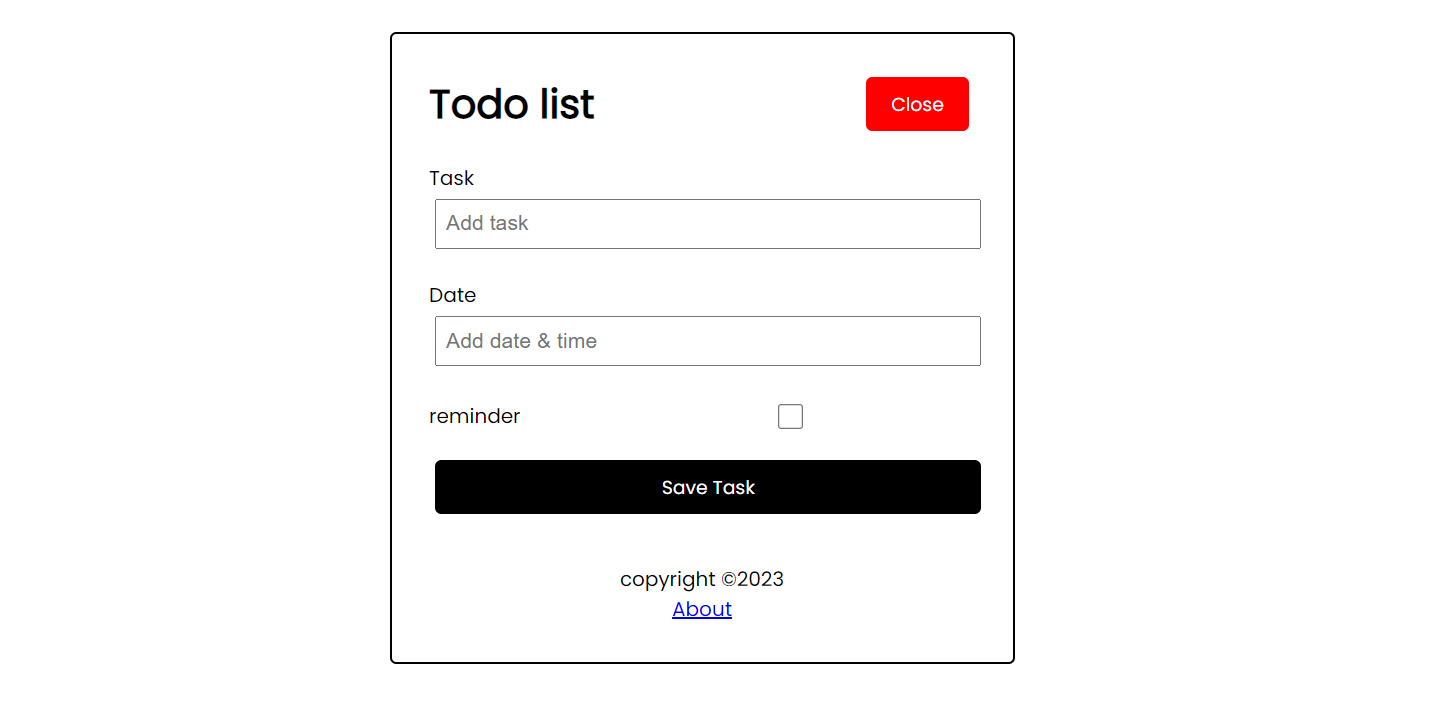 Todo list
Close
Task
Add task
Date
Add date & time
reminder
Save Task
copyright ©2023
About